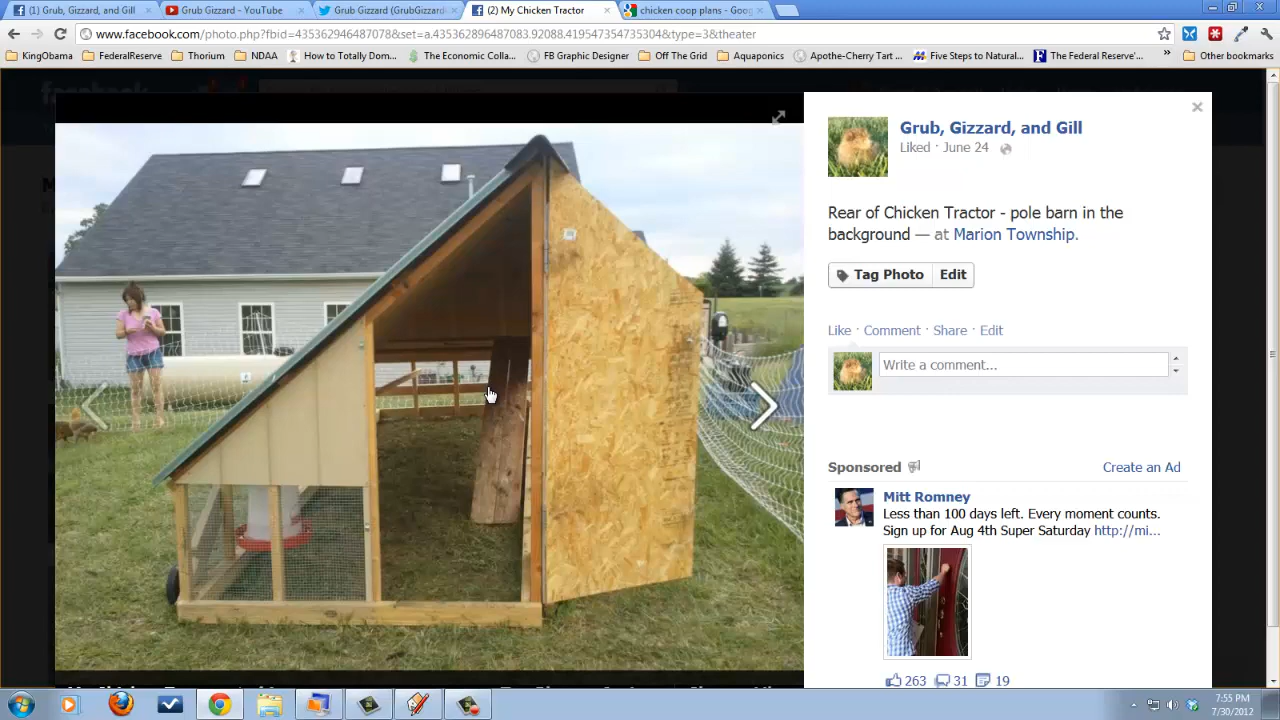 (1) Grub, Gizzard, and Gill
Grub Gizzard - YouTube
Grub Gizzard (GrubGizzard
(2) My Chicken Tractor
chicken coop plans - Goog
www.facebook.com/photo.php?fbid=435362946487078&set=a.435362896487083.92088.419547354735304&type=3&theater
KingObama
FederalReserve
Thorium
NDAA
How to Totally Dom...
The Economic Colla...
FB Graphic Designer
Off The Grid
Aquaponics
Apothe-Cherry Tart ...
Five Steps to Natural...
The Federal Reserve'...
»
Other bookmarks
Grub, Gizzard, and Gill
Liked · June 24
Rear of Chicken Tractor - pole barn in the
background — at Marion Township.
Tag Photo Edit
Like · Comment · Share · Edit
Write a comment...
Sponsored Create an Ad
Mitt Romney
Less than 100 days left. Every moment counts.
Sign up for Aug 4th Super Saturday http://mi...
263 31 19
7:55 PM
7/30/2012